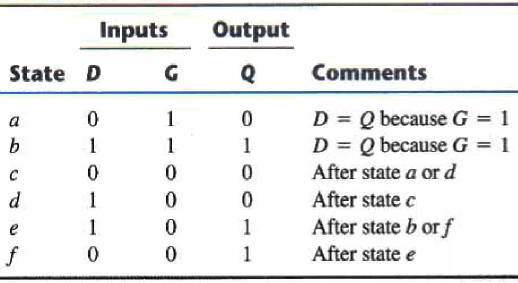 Inputs Output
State D G Q Comments
a 0 1 0 D = Q because G = 1
b 1 1 1 D = Q because G = 1
c 0 0 0 After state a or d
d 1 0 0 After state c
e 1 0 1 After state b or f
f 0 0 1 After state e